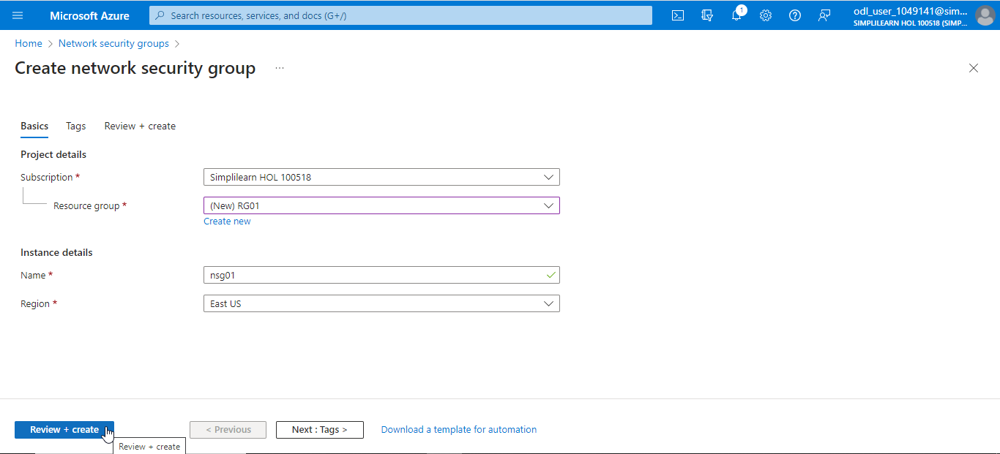 Microsoft Azure
Search resources, services, and docs (G+/)
1
odl_user_1049141@sim...
SIMPLILEARN HOL 100518 (SIMP...
Home > Network security groups >
Create network security group ...
Basics Tags Review + create
Project details
Subscription * Simplilearn HOL 100518
Resource group * (New) RG01
Create new
Instance details
Name * nsg01
Region * East US
Review + create < Previous Next : Tags > Download a template for automation
Review + create